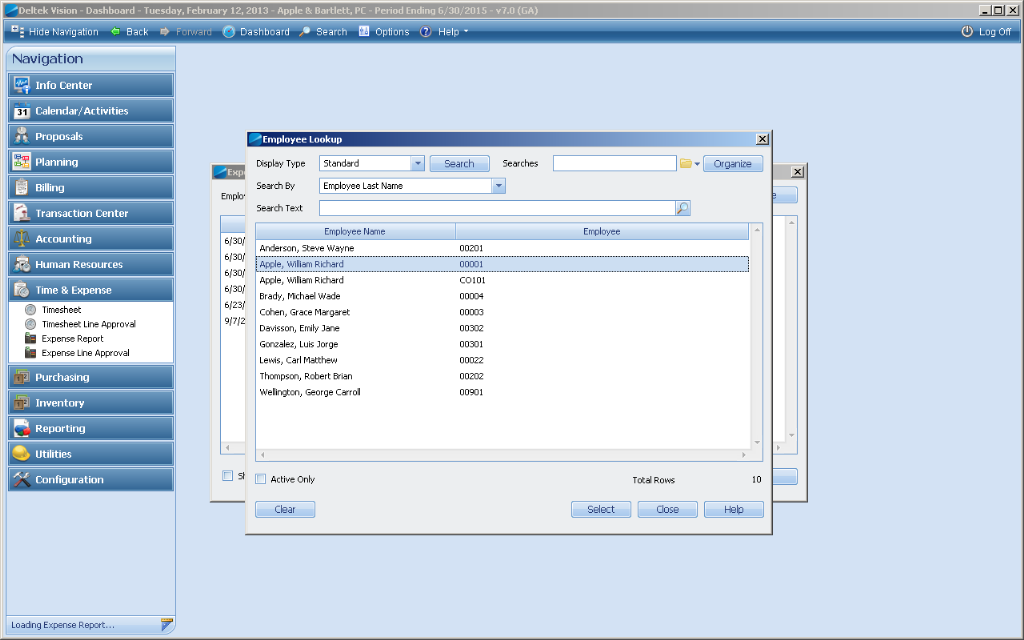 Deltek Vision - Dashboard - Tuesday, February 12, 2013 - Apple & Bartlett, PC - Period Ending 6/30/2015 - v7.0 (GA)
Hide Navigation Back Forward Dashboard Search Options Help Log Off
Navigation
Info Center
31 Calendar/Activities
Proposals
Planning
Billing
Transaction Center
Accounting
Human Resources
Time & Expense
Timesheet
Timesheet Line Approval
Expense Report
Expense Line Approval
Purchasing
Inventory
Reporting
Utilities
Configuration
Loading Expense Report...
6/30/
6/30/
6/30/
6/30/
6/23/
Employee Lookup
Display Type Standard Search Searches Organize
Search By Employee Last Name
Search Text
Employee Name Employee
Anderson, Steve Wayne 00201
Apple, William Richard 00001
Apple, William Richard CO101
Brady, Michael Wade 00004
Cohen, Grace Margaret 00003
Davisson, Emily Jane 00302
Gonzalez, Luis Jorge 00301
Lewis, Carl Matthew 00022
Thompson, Robert Brian 00202
Wellington, George Carroll 00901
Active Only Total Rows 10
Clear Select Close Help